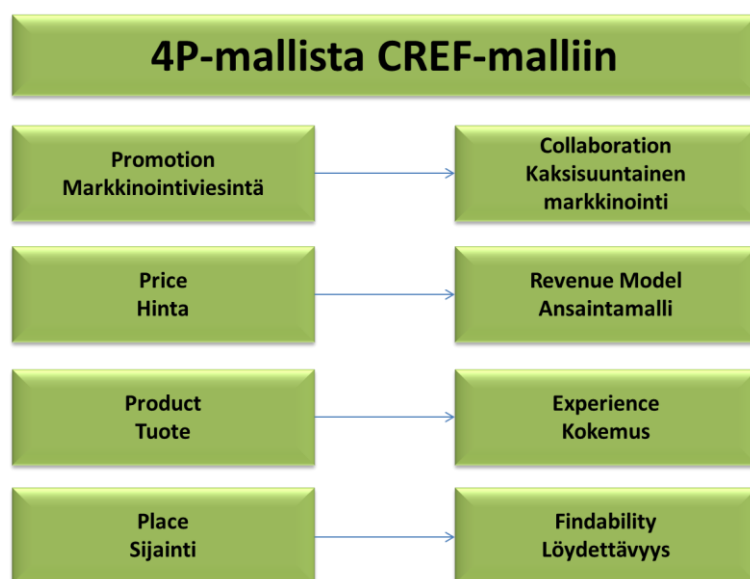 4P-mallista CREF-malliin
Promotion
Markkinointiviesintä
Collaboration
Kaksisuuntainen
markkinointi
Price
Hinta
Revenue Model
Ansaintamalli
Product
Tuote
Experience
Kokemus
Place
Sijainti
Findability
Löydettävyys